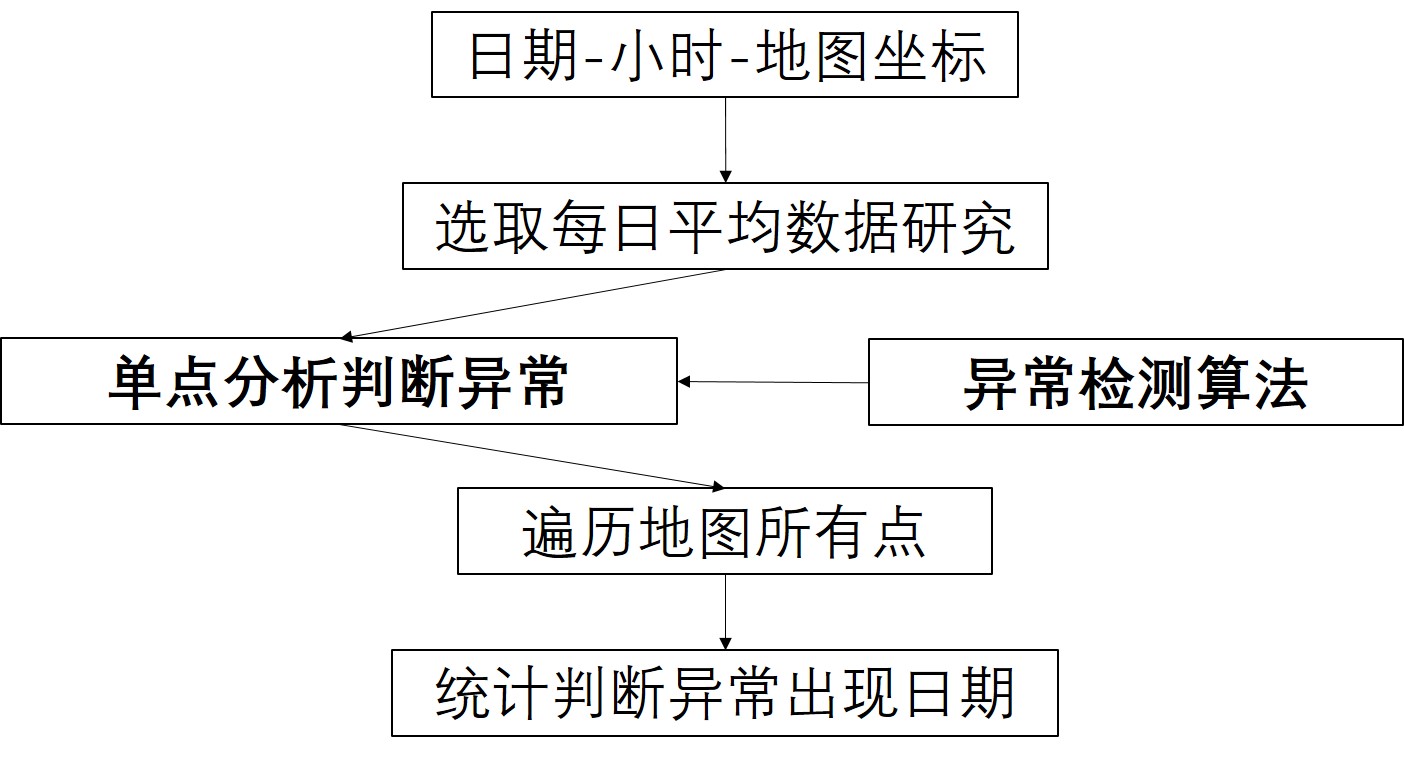 日期-小时-地图坐标
选取每日平均数据研究
单点分析判断异常
异常检测算法
遍历地图所有点
统计判断异常出现日期